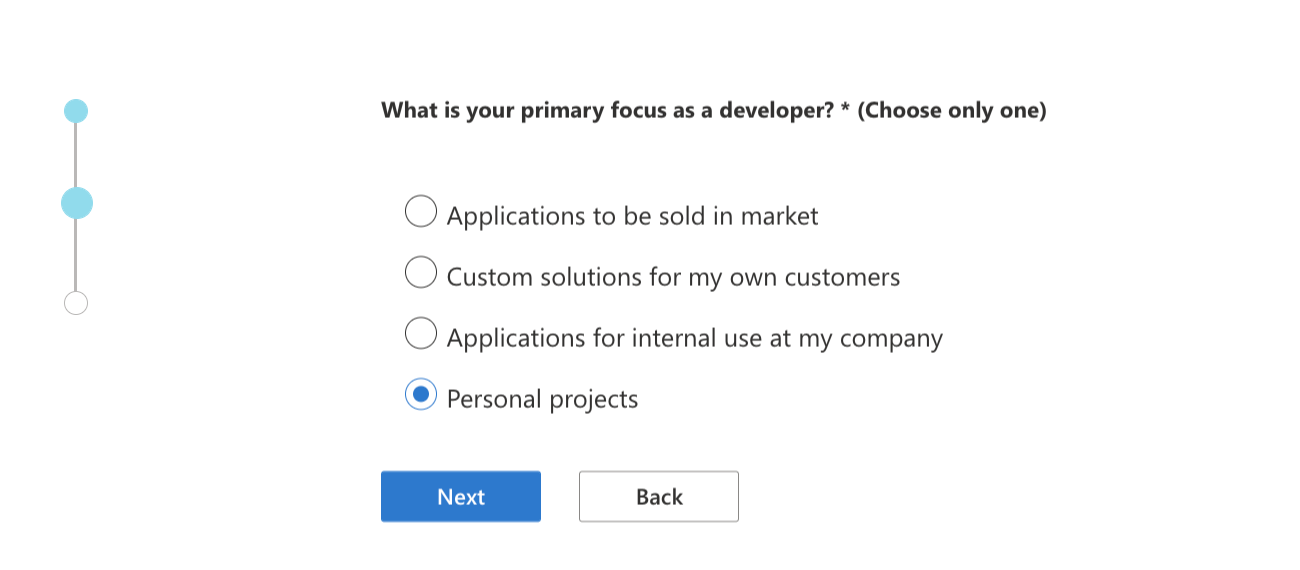 What is your primary focus as a developer? * (Choose only one)
Applications to be sold in market
Custom solutions for my own customers
Applications for internal use at my company
Personal projects
Next
Back